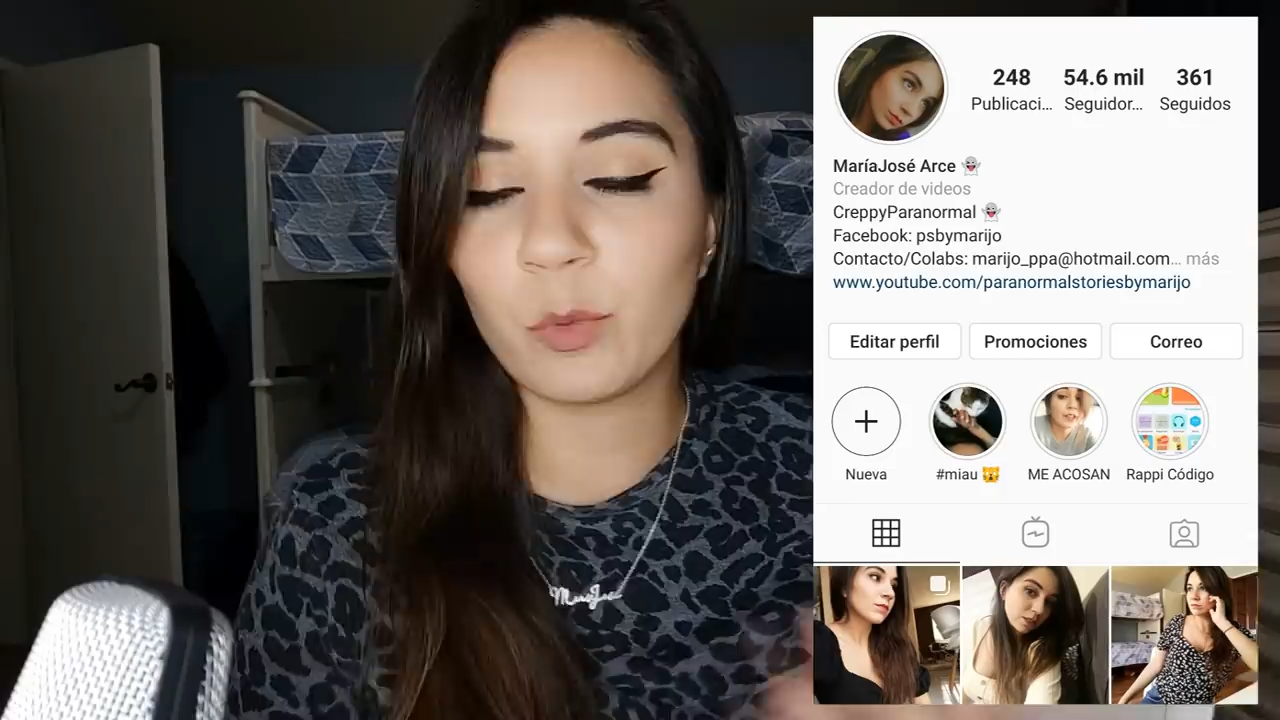 248 54.6 mil 361
Publicaci... Seguidor... Seguidos
MaríaJosé Arce 👻
Creador de videos
CreppyParanormal 👻
Facebook: psbymarijo
Contacto/Colabs: marijo_ppa@hotmail.com... más
www.youtube.com/paranormalstoriesbymarijo
Editar perfil Promociones Correo
Nueva #miau 🐱 ME ACOSAN Rappi Código